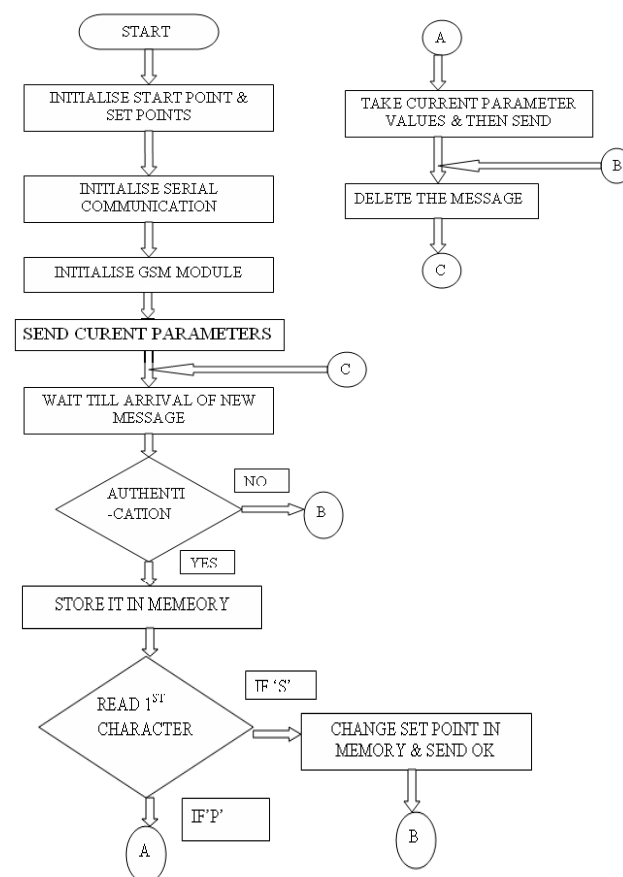 START
INITIALISE START POINT &
SET POINTS
INITIALISE SERIAL
COMMUNICATION
INITIALISE GSM MODULE
SEND CURENT PARAMETERS
C
WAIT TILL ARRIVAL OF NEW
MESSAGE
AUTHENTI
-CATION
NO
B
YES
STORE IT IN MEMEORY
READ 1ST
CHARACTER
IF ‘S’
CHANGE SET POINT IN
MEMORY & SEND OK
B
IF'P'
A
A
TAKE CURRENT PARAMETER
VALUES & THEN SEND
B
DELETE THE MESSAGE
C